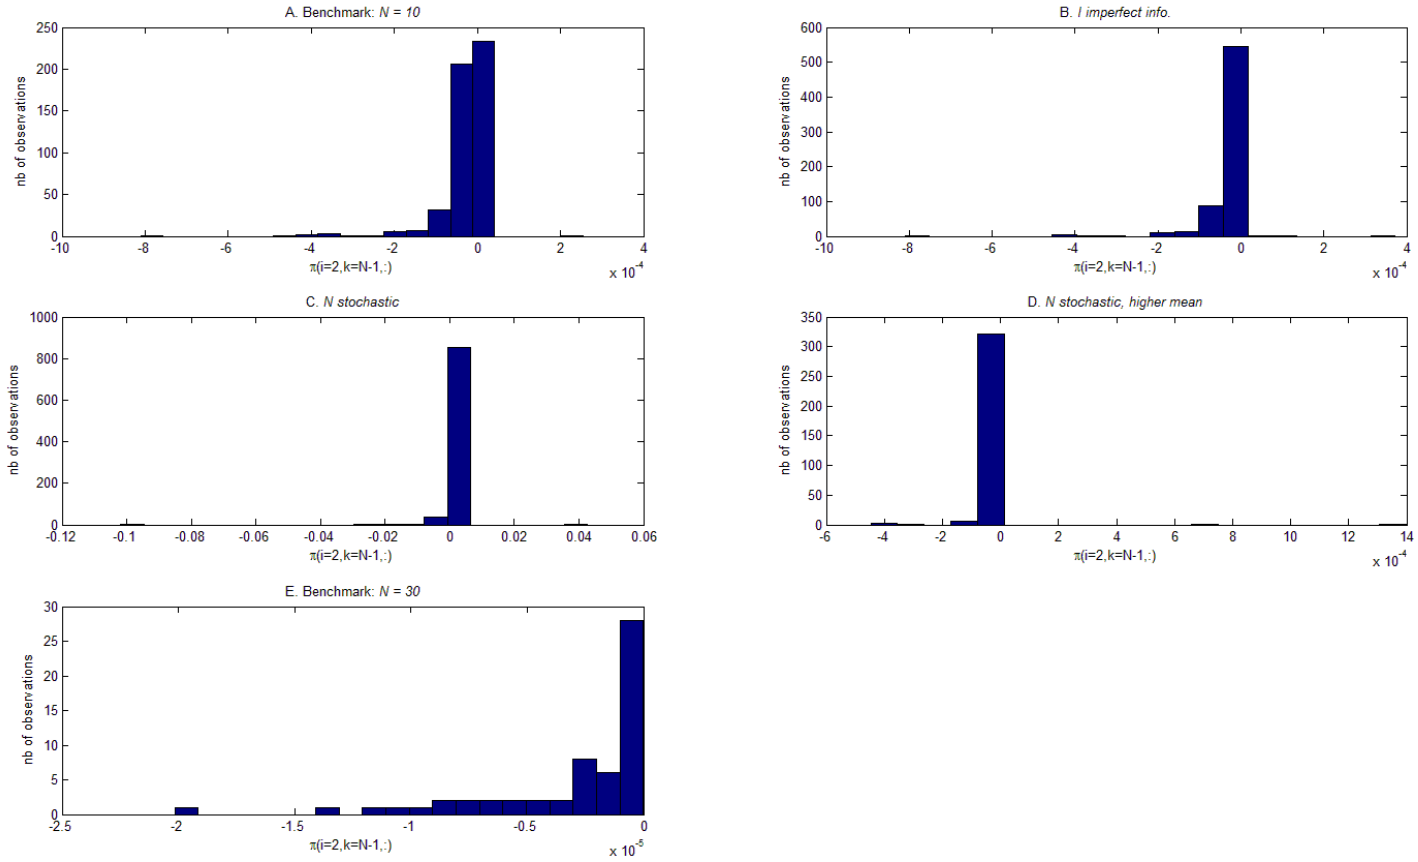 A. Benchmark: N = 10
250
200
150
100
50
0
nb of observations
-10 -8 -6 -4 -2 0 2 4
π(i=2,k=N-1,:)
x 10^-4
B. I imperfect info.
600
500
400
300
200
100
0
nb of observations
-10 -8 -6 -4 -2 0 2 4
π(i=2,k=N-1,:)
x 10^-4
C. N stochastic
1000
800
600
400
200
0
nb of observations
-0.12 -0.1 -0.08 -0.06 -0.04 -0.02 0 0.02 0.04 0.06
π(i=2,k=N-1,:)
D. N stochastic, higher mean
350
300
250
200
150
100
50
0
nb of observations
-6 -4 -2 0 2 4 6 8 10 12 14
π(i=2,k=N-1,:)
x 10^-4
E. Benchmark: N = 30
30
25
20
15
10
5
0
nb of observations
-2.5 -2 -1.5 -1 -0.5 0
π(i=2,k=N-1,:)
x 10^-5